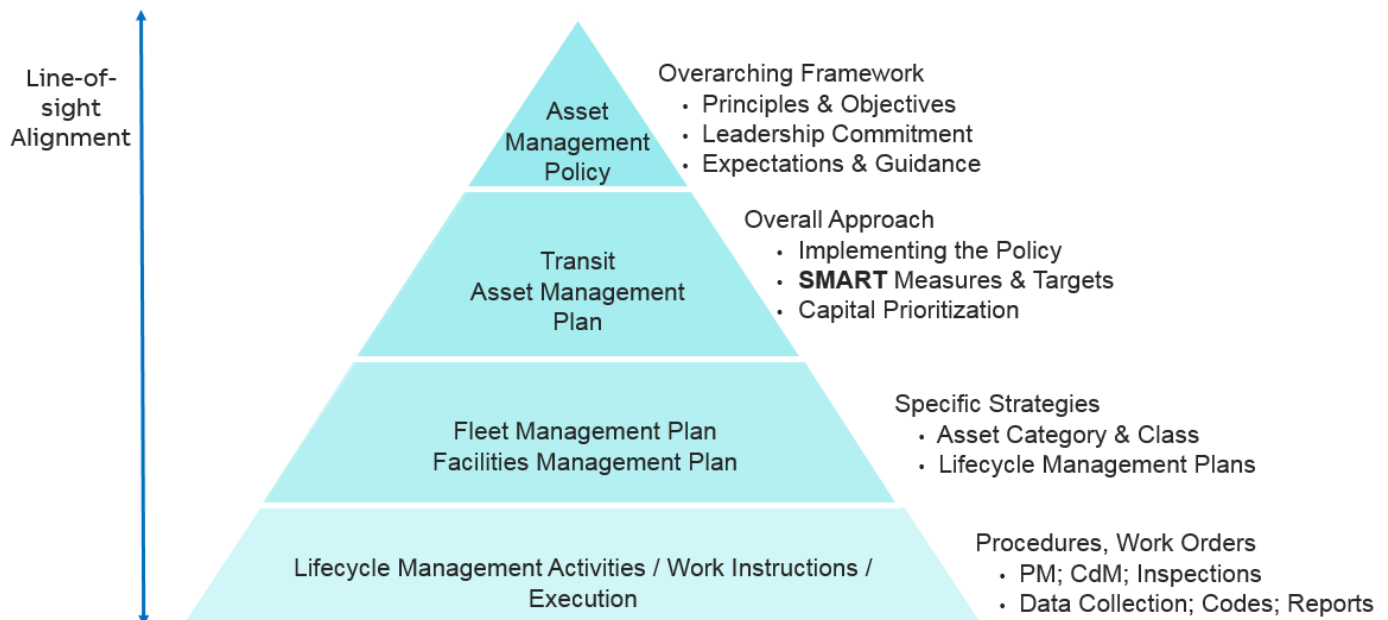 Line-of-
sight
Alignment
Asset
Management
Policy
Overarching Framework
• Principles & Objectives
• Leadership Commitment
• Expectations & Guidance
Transit
Asset Management
Plan
Overall Approach
• Implementing the Policy
• SMART Measures & Targets
• Capital Prioritization
Fleet Management Plan
Facilities Management Plan
Specific Strategies
• Asset Category & Class
• Lifecycle Management Plans
Lifecycle Management Activities / Work Instructions /
Execution
Procedures, Work Orders
• PM; CdM; Inspections
• Data Collection; Codes; Reports